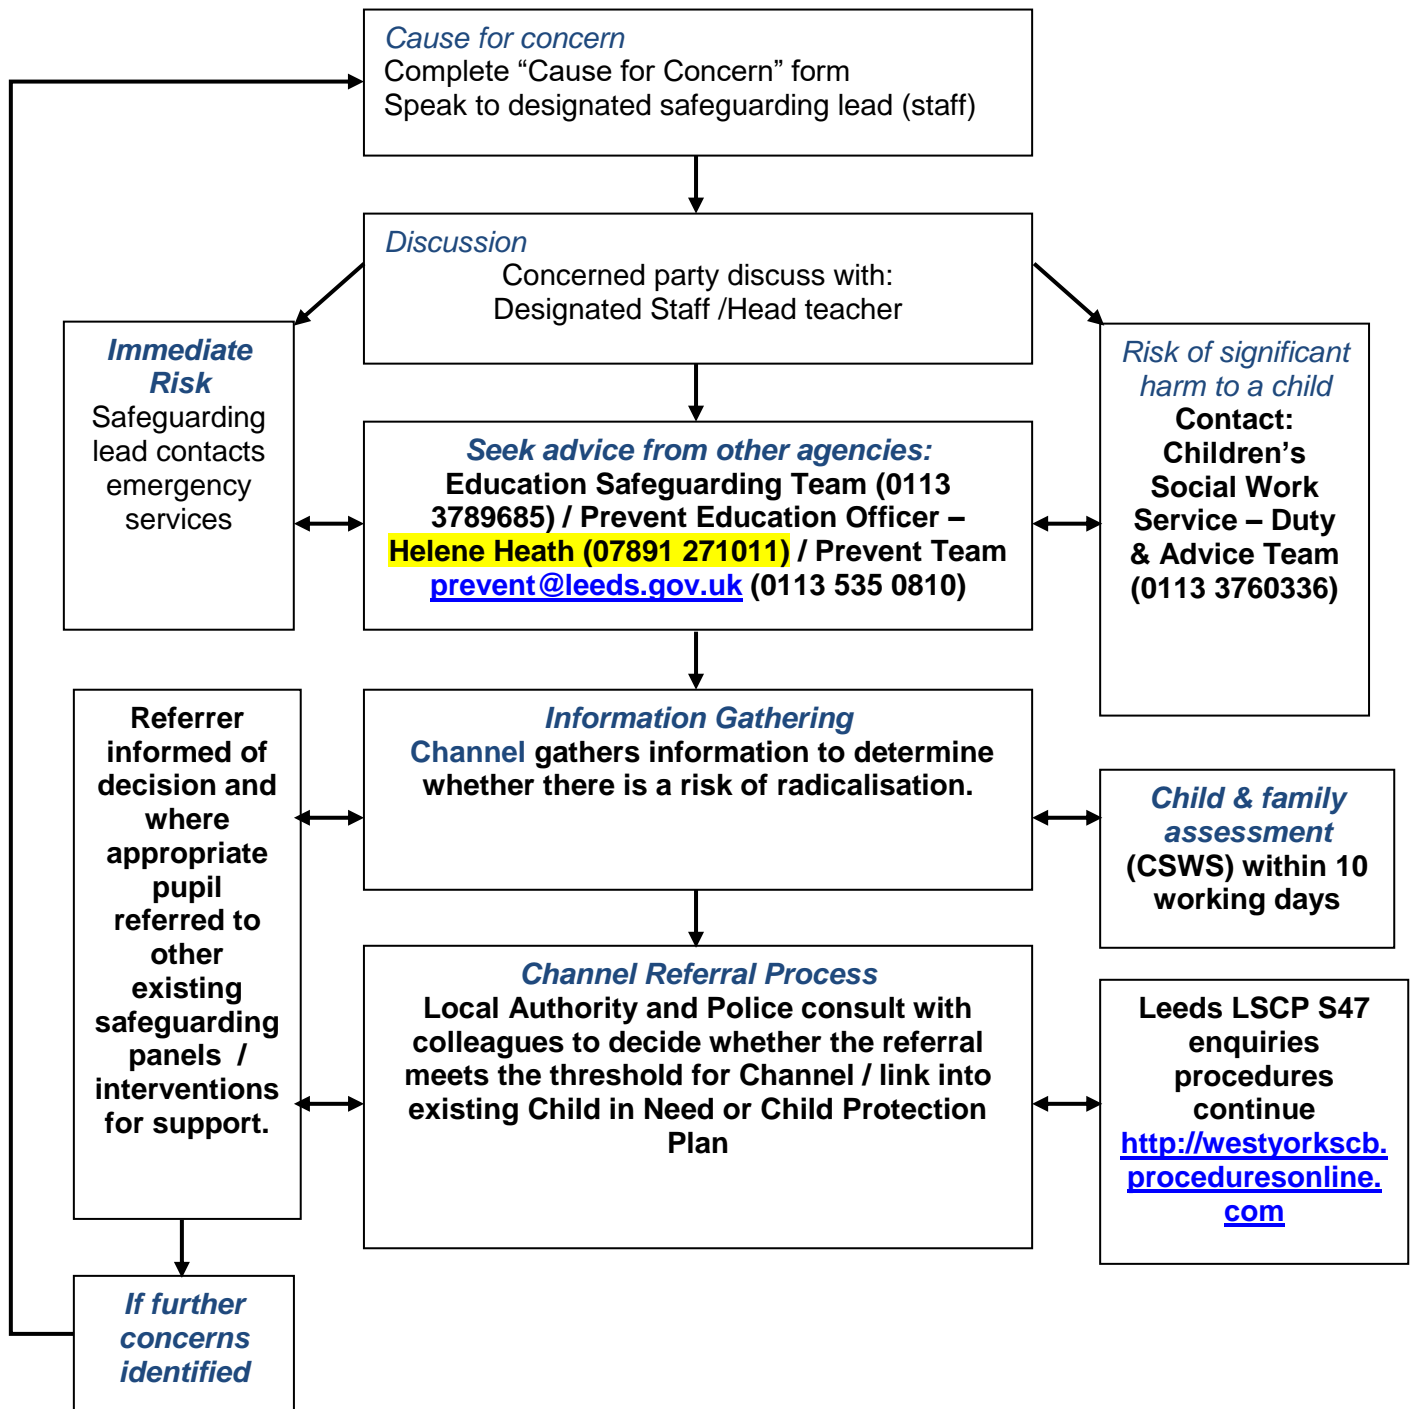 Cause for concern
Complete “Cause for Concern” form
Speak to designated safeguarding lead (staff)
Discussion
Concerned party discuss with:
Designated Staff /Head teacher
Immediate
Risk
Safeguarding
lead contacts
emergency
services
Seek advice from other agencies:
Education Safeguarding Team (0113
3789685) / Prevent Education Officer –
Helene Heath (07891 271011) / Prevent Team
prevent@leeds.gov.uk (0113 535 0810)
Risk of significant
harm to a child
Contact:
Children’s
Social Work
Service – Duty
& Advice Team
(0113 3760336)
Referrer
informed of
decision and
where
appropriate
pupil
referred to
other
existing
safeguarding
panels /
interventions
for support.
Information Gathering
Channel gathers information to determine
whether there is a risk of radicalisation.
Child & family
assessment
(CSWS) within 10
working days
Channel Referral Process
Local Authority and Police consult with
colleagues to decide whether the referral
meets the threshold for Channel / link into
existing Child in Need or Child Protection
Plan
Leeds LSCP S47
enquiries
procedures
continue
http://westyorkscb.
proceduresonline.
com
If further
concerns
identified